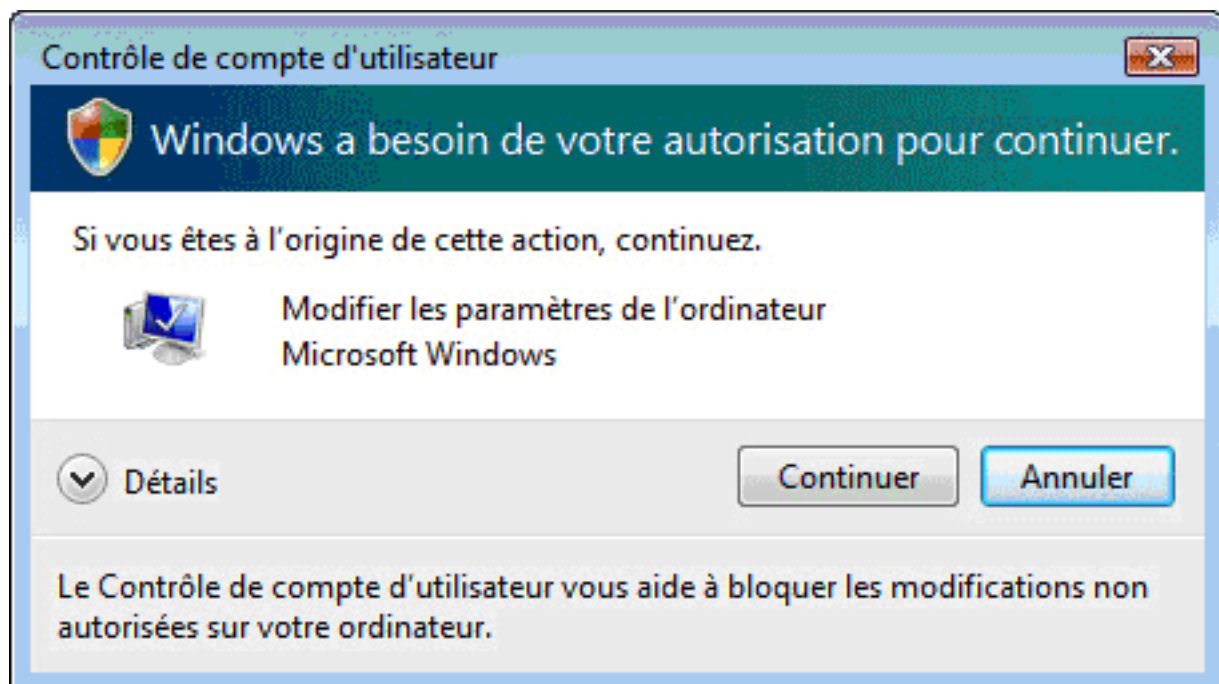 Contrôle de compte d'utilisateur
Windows a besoin de votre autorisation pour continuer.
Si vous êtes à l’origine de cette action, continuez.
Modifier les paramètres de l’ordinateur
Microsoft Windows
Détails
Continuer
Annuler
Le Contrôle de compte d’utilisateur vous aide à bloquer les modifications non
autorisées sur votre ordinateur.